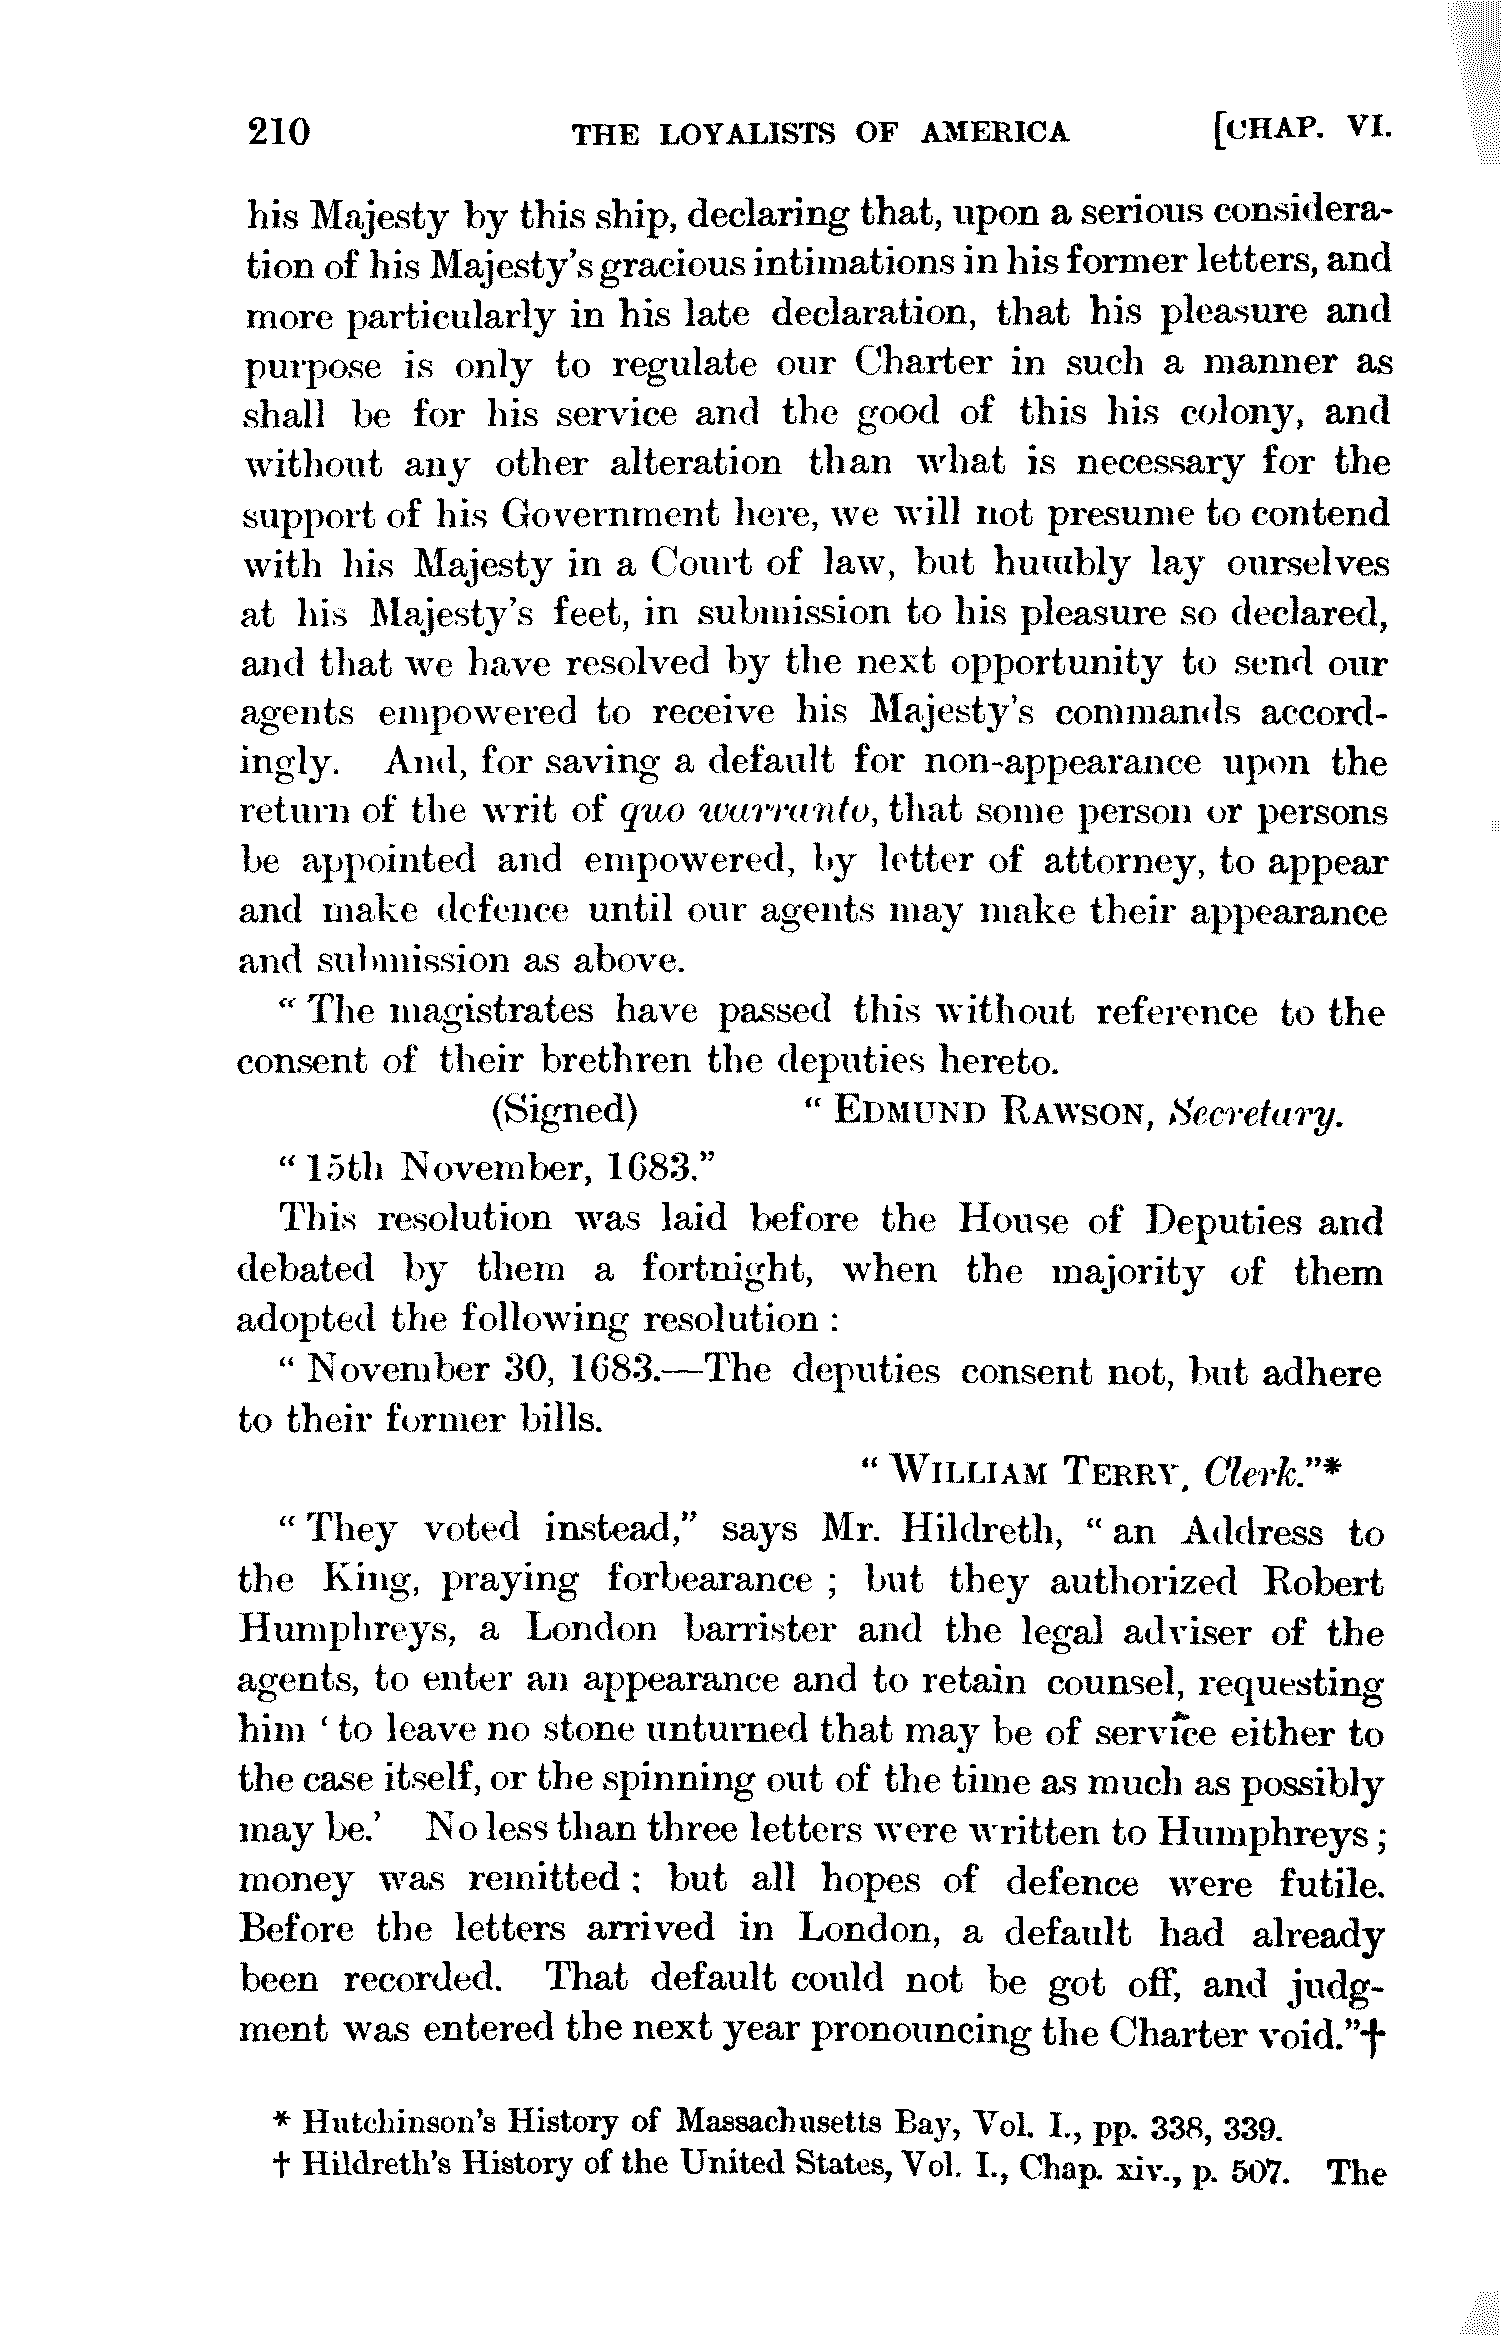 210 THE LOYALISTS OF AMERICA [CHAP. VI.
his Majesty by this ship, declaring that, upon a serious considera-
tion of his Majesty's gracious intimations in his former letters, and
more particularly in his late declaration, that his pleasure and
purpose is only to regulate our Charter in such a manner as
shall be for his service and the good of this his colony, and
without any other alteration than what is necessary for the
support of his Government here, we will not presume to contend
with his Majesty in a Court of law, but humbly lay ourselves
at his Majesty's feet, in submission to his pleasure so declared,
and that we have resolved by the next opportunity to send our
agents empowered to receive his Majesty's commands accord-
ingly. And, for saving a default for non-appearance upon the
return of the writ of quo warranto, that some person or persons
be appointed and empowered, by letter of attorney, to appear
and make defence until our agents may make their appearance
and submission as above.
"The magistrates have passed this without reference to the
consent of their brethren the deputies hereto.
(Signed) "EDMUND RAWSON, Secretary.
"15th November, 1683."
This resolution was laid before the House of Deputies and
debated by them a fortnight, when the majority of them
adopted the following resolution :
"November 30, 1683.—The deputies consent not, but adhere
to their former bills.
"WILLIAM TERRY, Clerk."*
"They voted instead," says Mr. Hildreth, "an Address to
the King, praying forbearance ; but they authorized Robert
Humphreys, a London barrister and the legal adviser of the
agents, to enter an appearance and to retain counsel, requesting
him 'to leave no stone unturned that may be of service either to
the case itself, or the spinning out of the time as much as possibly
may be.' No less than three letters were written to Humphreys ;
money was remitted ; but all hopes of defence were futile.
Before the letters arrived in London, a default had already
been recorded. That default could not be got off, and judg-
ment was entered the next year pronouncing the Charter void."†
* Hutchinson's History of Massachusetts Bay, Vol. I., pp. 338, 339.
† Hildreth's History of the United States, Vol. I., Chap. xiv., p. 507. The